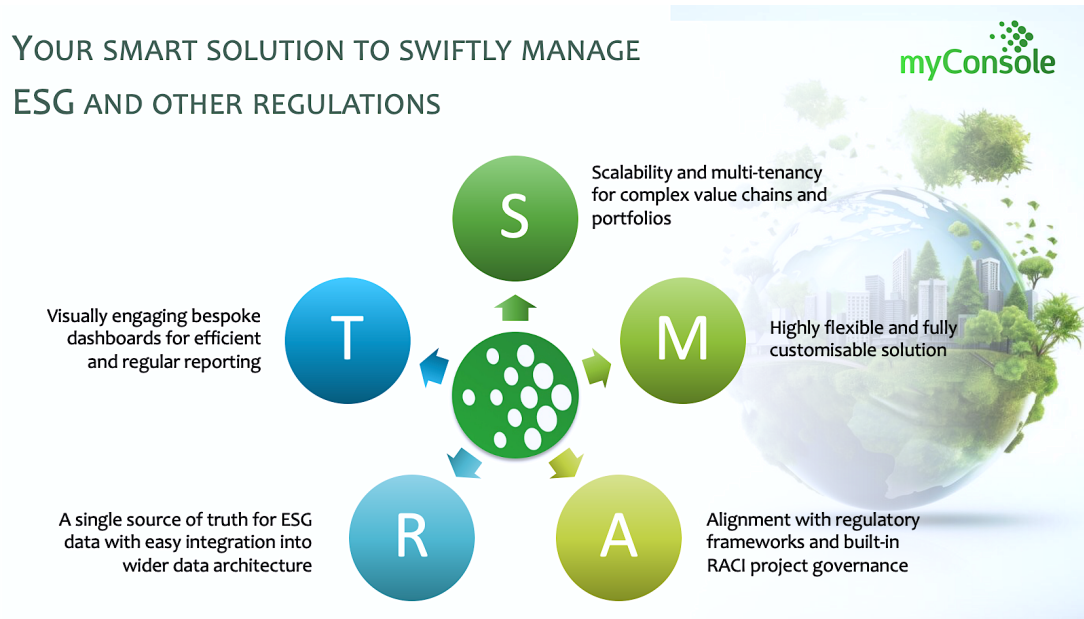 YOUR SMART SOLUTION TO SWIFTLY MANAGE
ESG AND OTHER REGULATIONS
myConsole
S
Scalability and multi-tenancy
for complex value chains and
portfolios
M
Highly flexible and fully
customisable solution
A
Alignment with regulatory
frameworks and built-in
RACI project governance
R
A single source of truth for ESG
data with easy integration into
wider data architecture
T
Visually engaging bespoke
dashboards for efficient
and regular reporting